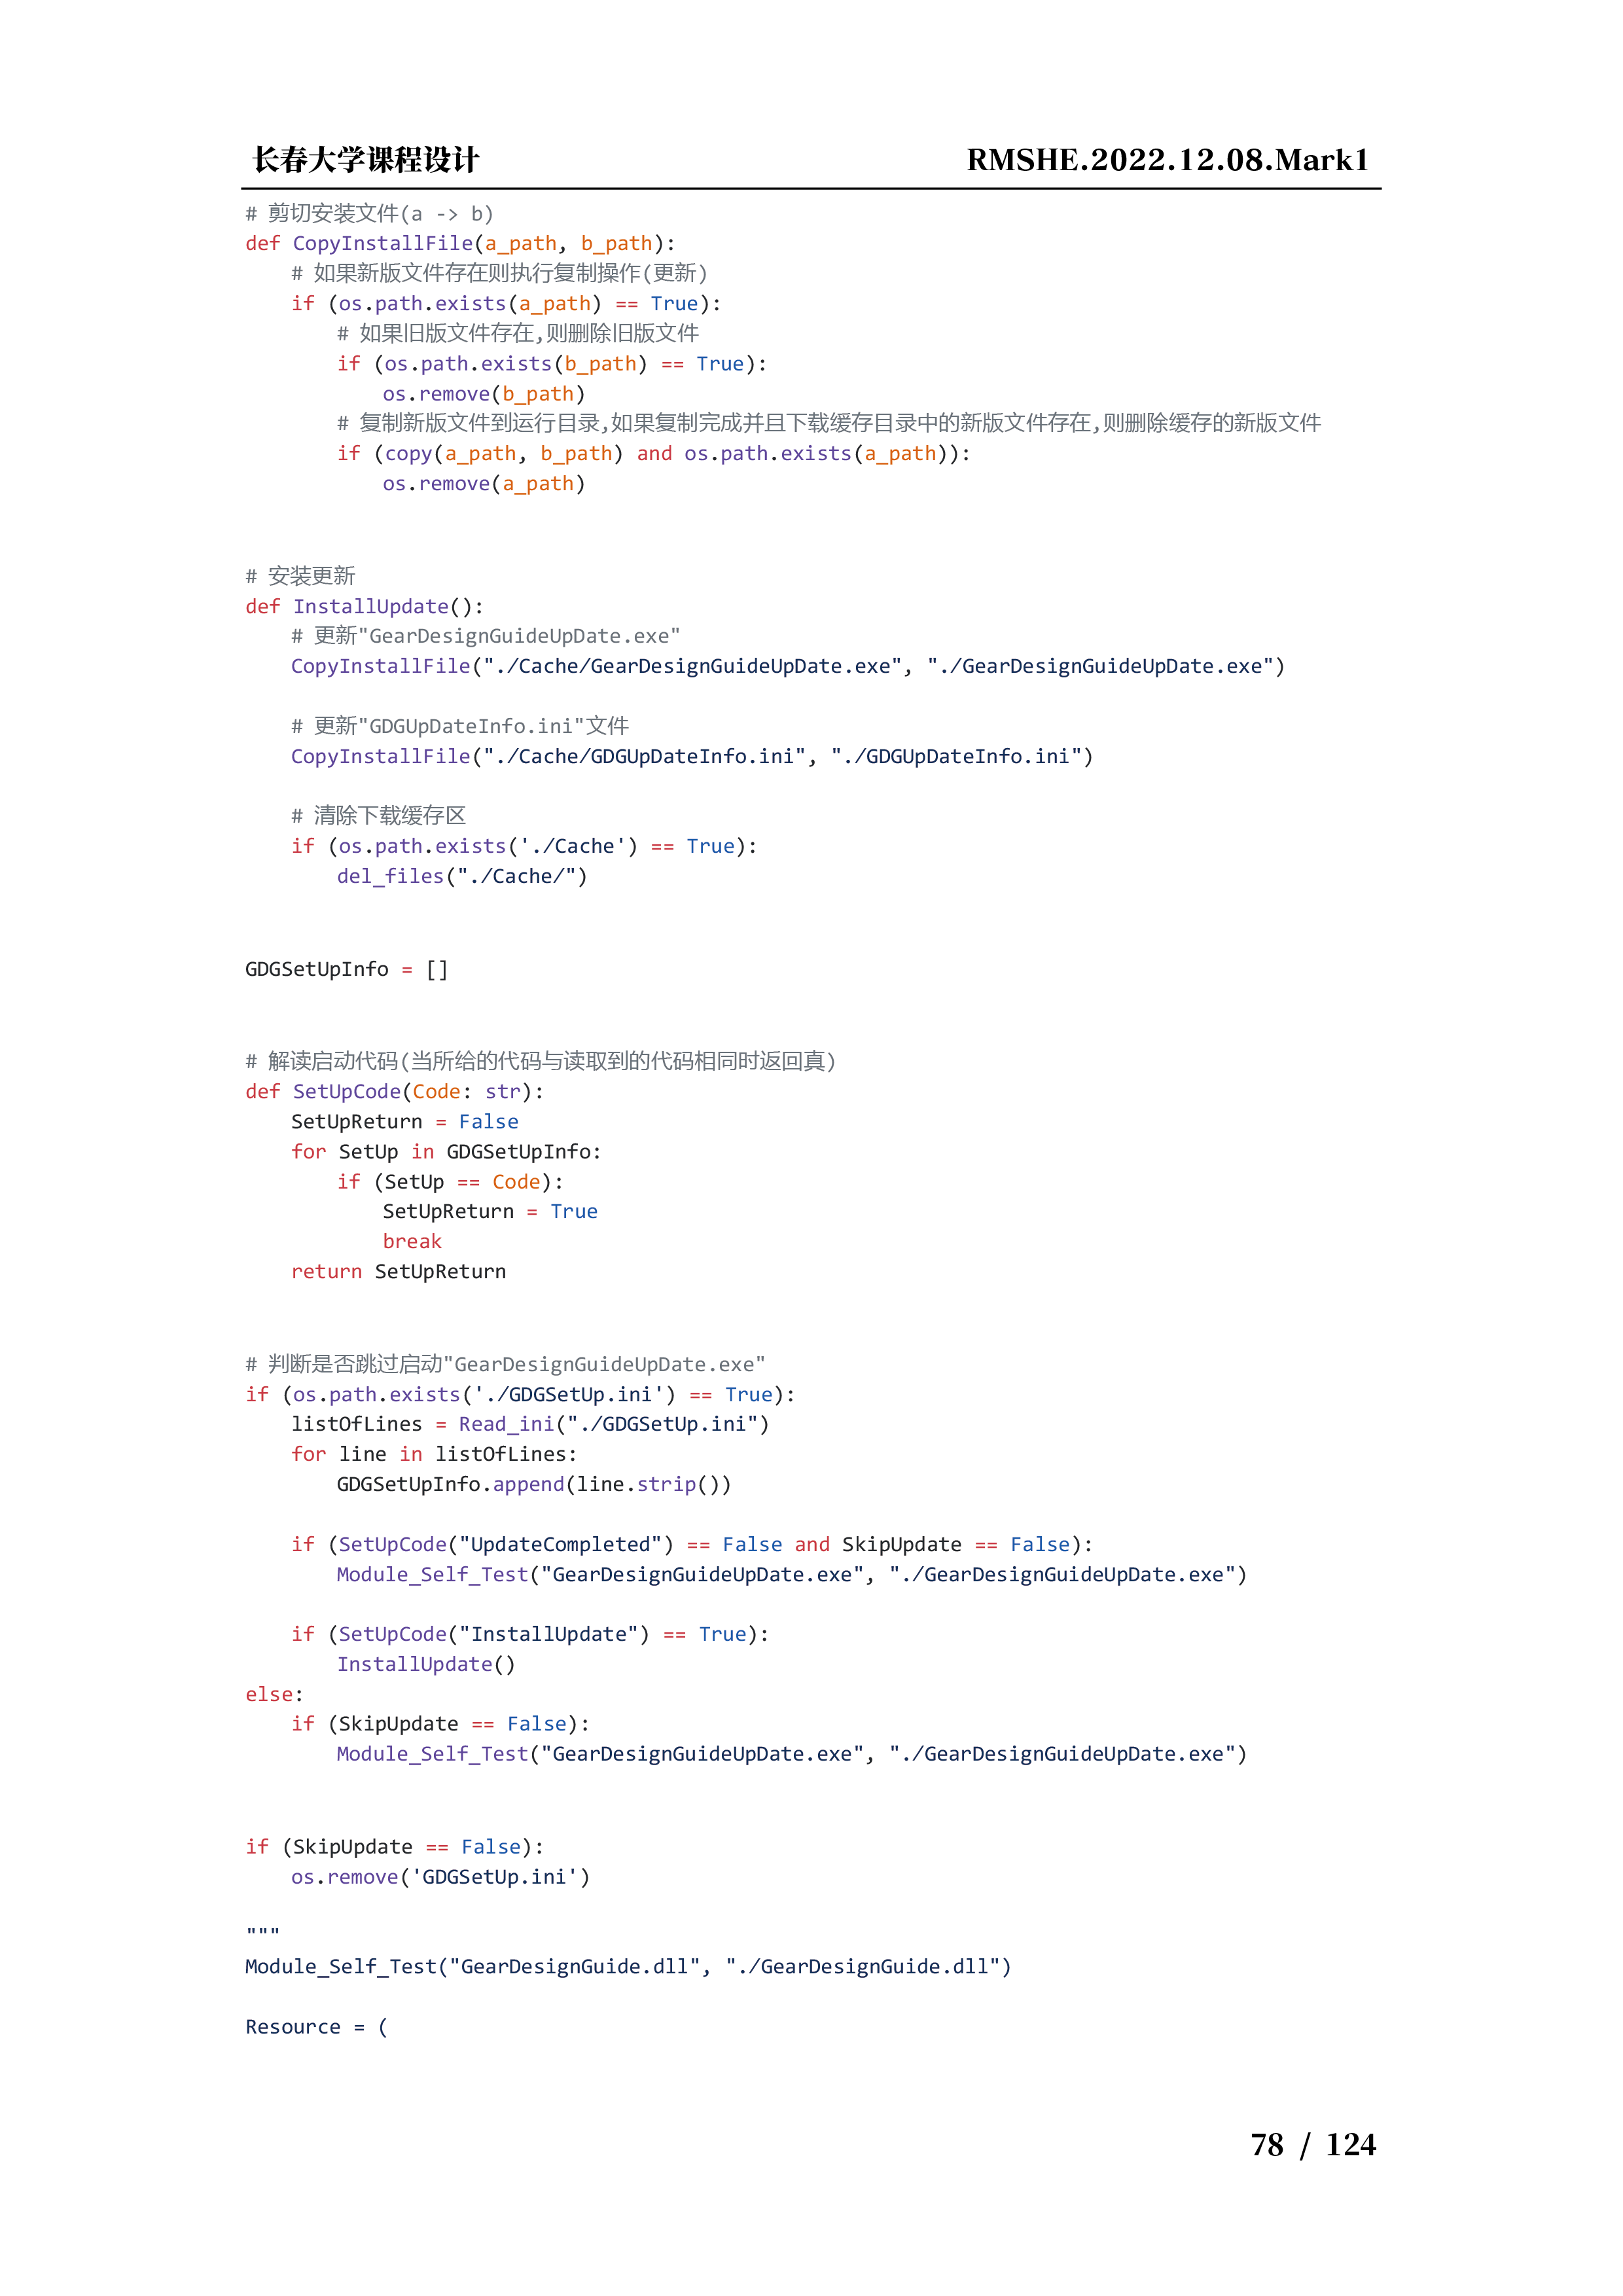 长春大学课程设计 RMSHE.2022.12.08.Mark1
# 剪切安装文件(a -> b)
def CopyInstallFile(a_path, b_path):
    # 如果新版文件存在则执行复制操作(更新)
    if (os.path.exists(a_path) == True):
        # 如果旧版文件存在,则删除旧版文件
        if (os.path.exists(b_path) == True):
            os.remove(b_path)
        # 复制新版文件到运行目录,如果复制完成并且下载缓存目录中的新版文件存在,则删除缓存的新版文件
        if (copy(a_path, b_path) and os.path.exists(a_path)):
            os.remove(a_path)
# 安装更新
def InstallUpdate():
    # 更新"GearDesignGuideUpDate.exe"
    CopyInstallFile("./Cache/GearDesignGuideUpDate.exe", "./GearDesignGuideUpDate.exe")
    # 更新"GDGUpDateInfo.ini"文件
    CopyInstallFile("./Cache/GDGUpDateInfo.ini", "./GDGUpDateInfo.ini")
    # 清除下载缓存区
    if (os.path.exists('./Cache') == True):
        del_files("./Cache/")
GDGSetUpInfo = []
# 解读启动代码(当所给的代码与读取到的代码相同时返回真)
def SetUpCode(Code: str):
    SetUpReturn = False
    for SetUp in GDGSetUpInfo:
        if (SetUp == Code):
            SetUpReturn = True
            break
    return SetUpReturn
# 判断是否跳过启动"GearDesignGuideUpDate.exe"
if (os.path.exists('./GDGSetUp.ini') == True):
    listOfLines = Read_ini("./GDGSetUp.ini")
    for line in listOfLines:
        GDGSetUpInfo.append(line.strip())
    if (SetUpCode("UpdateCompleted") == False and SkipUpdate == False):
        Module_Self_Test("GearDesignGuideUpDate.exe", "./GearDesignGuideUpDate.exe")
    if (SetUpCode("InstallUpdate") == True):
        InstallUpdate()
else:
    if (SkipUpdate == False):
        Module_Self_Test("GearDesignGuideUpDate.exe", "./GearDesignGuideUpDate.exe")
if (SkipUpdate == False):
    os.remove('GDGSetUp.ini')
"""
Module_Self_Test("GearDesignGuide.dll", "./GearDesignGuide.dll")
Resource = (
78 / 124